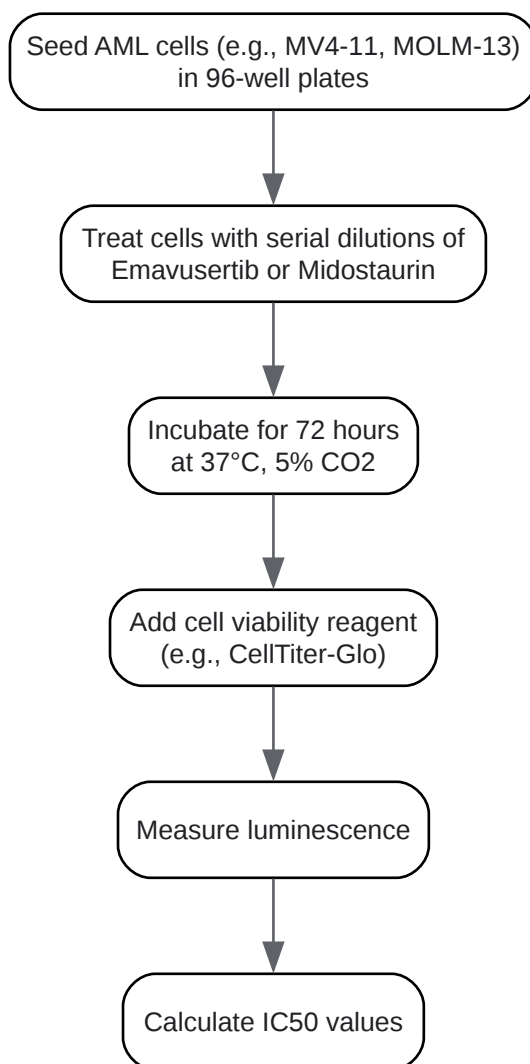 Seed AML cells (e.g., MV4-11, MOLM-13)
in 96-well plates
Treat cells with serial dilutions of
Emavusertib or Midostaurin
Incubate for 72 hours
at 37°C, 5% CO2
Add cell viability reagent
(e.g., CellTiter-Glo)
Measure luminescence
Calculate IC50 values